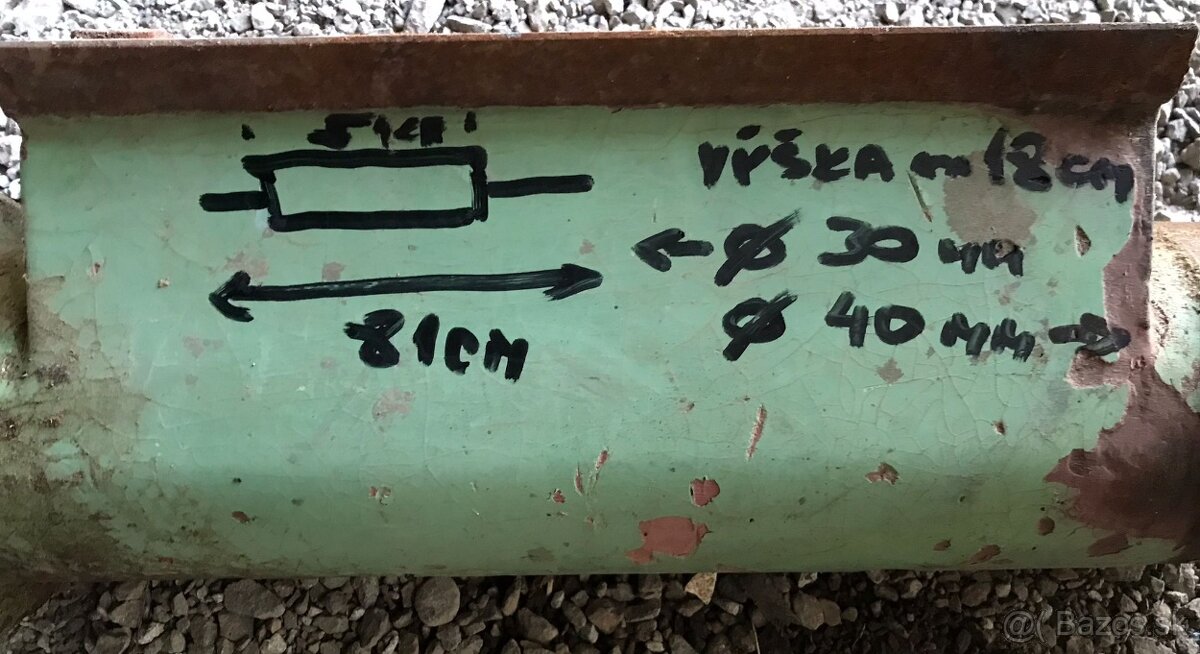 51cm
VÝŠKA 18cm
← Ø 30 mm
Ø 40 mm →
81cm
@( Bazos.sk